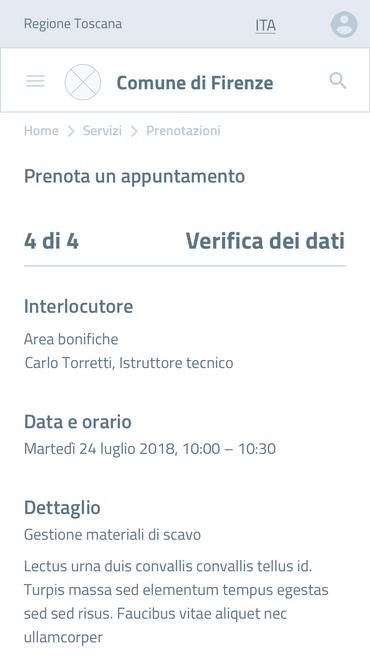 Regione Toscana
ITA
Comune di Firenze
Home Servizi Prenotazioni
Prenota un appuntamento
4 di 4 Verifica dei dati
Interlocutore
Area bonifiche
Carlo Torretti, Istruttore tecnico
Data e orario
Martedì 24 luglio 2018, 10:00 – 10:30
Dettaglio
Gestione materiali di scavo
Lectus urna duis convallis convallis tellus id.
Turpis massa sed elementum tempus egestas
sed sed risus. Faucibus vitae aliquet nec
ullamcorper